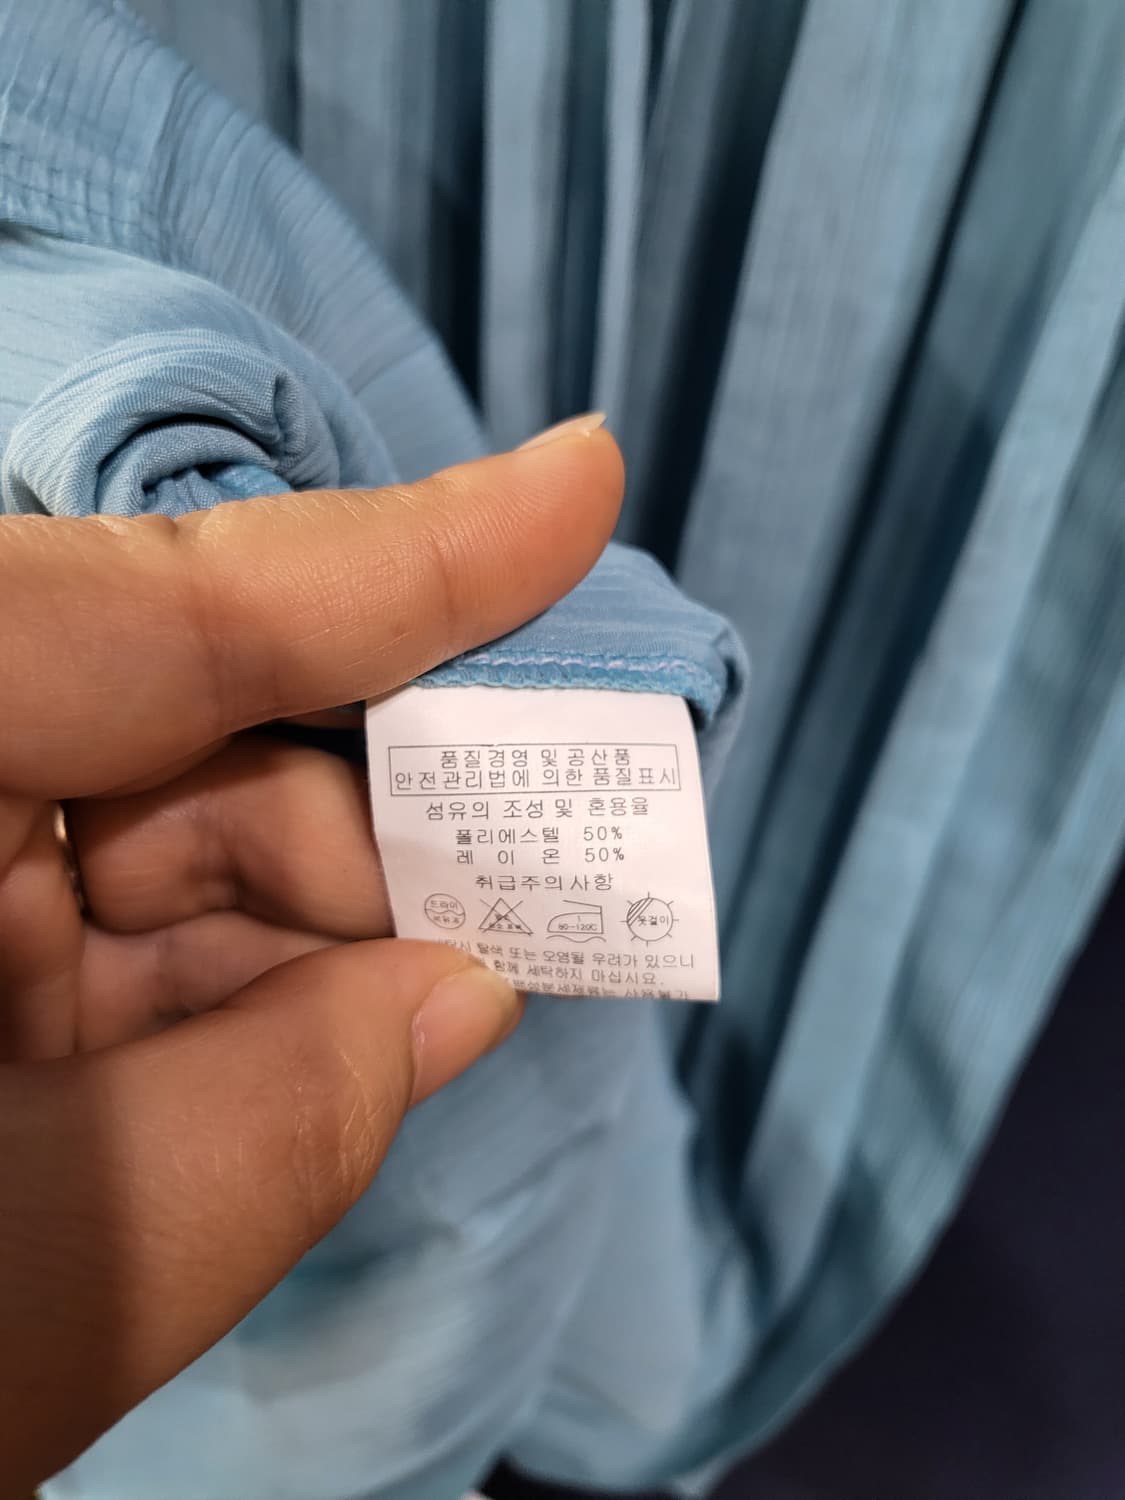 품질경영 및 공산품
안전관리법에 의한 품질표시
섬유의 조성 및 혼용율
폴리에스텔 50%
레 이 온 50%
취급주의사항
드라이
옷걸이
80-120℃
탈색 또는 오염될 우려가 있으니
함께 세탁하지 마십시요.